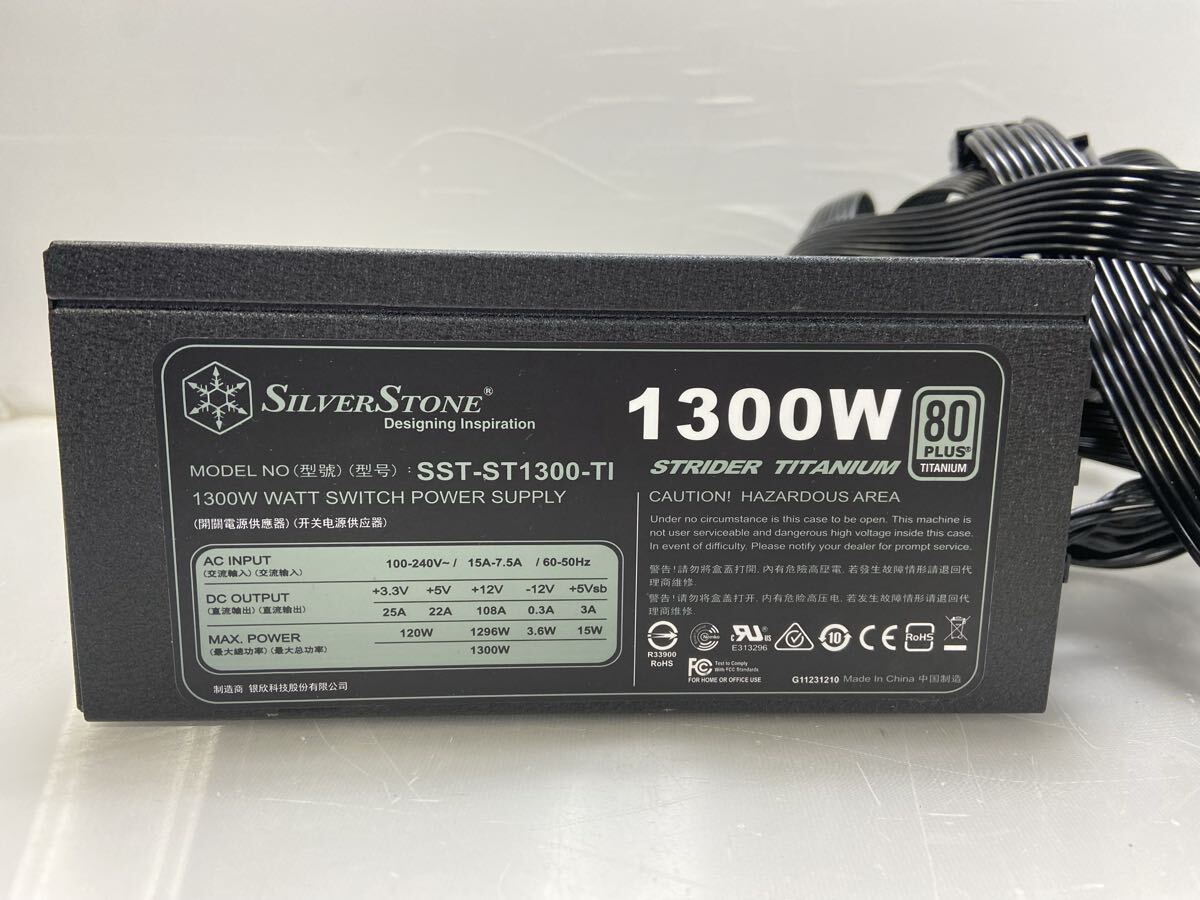 SILVERSTONE®
Designing Inspiration
MODEL NO (型號) (型号) : SST-ST1300-TI
1300W WATT SWITCH POWER SUPPLY
(開關電源供應器) (开关电源供应器)
AC INPUT 100-240V~ / 15A-7.5A / 60-50Hz
(交流輸入) (交流输入)
DC OUTPUT +3.3V +5V +12V -12V +5Vsb
(直流輸出) (直流输出) 25A 22A 108A 0.3A 3A
MAX. POWER 120W 1296W 3.6W 15W
(最大總功率) (最大总功率) 1300W
制造商 银欣科技股份有限公司
1300W
STRIDER TITANIUM
80
PLUS®
TITANIUM
CAUTION! HAZARDOUS AREA
Under no circumstance is this case to be open. This machine is
not user serviceable and dangerous high voltage inside this case.
In event of difficulty. Please notify your dealer for prompt service.
警告!請勿將盒蓋打開, 內有危險高壓電, 若發生故障情形請退回代
理商維修.
警告!请勿将盒盖打开, 内有危险高压电, 若发生故障情形请退回代
理商维修.
R33900
RoHS
Nemko
c UR US
E313296
10
CE
RoHS
FC Test to Comply
With FCC Standards
FOR HOME OR OFFICE USE
G11231210 Made In China 中国制造